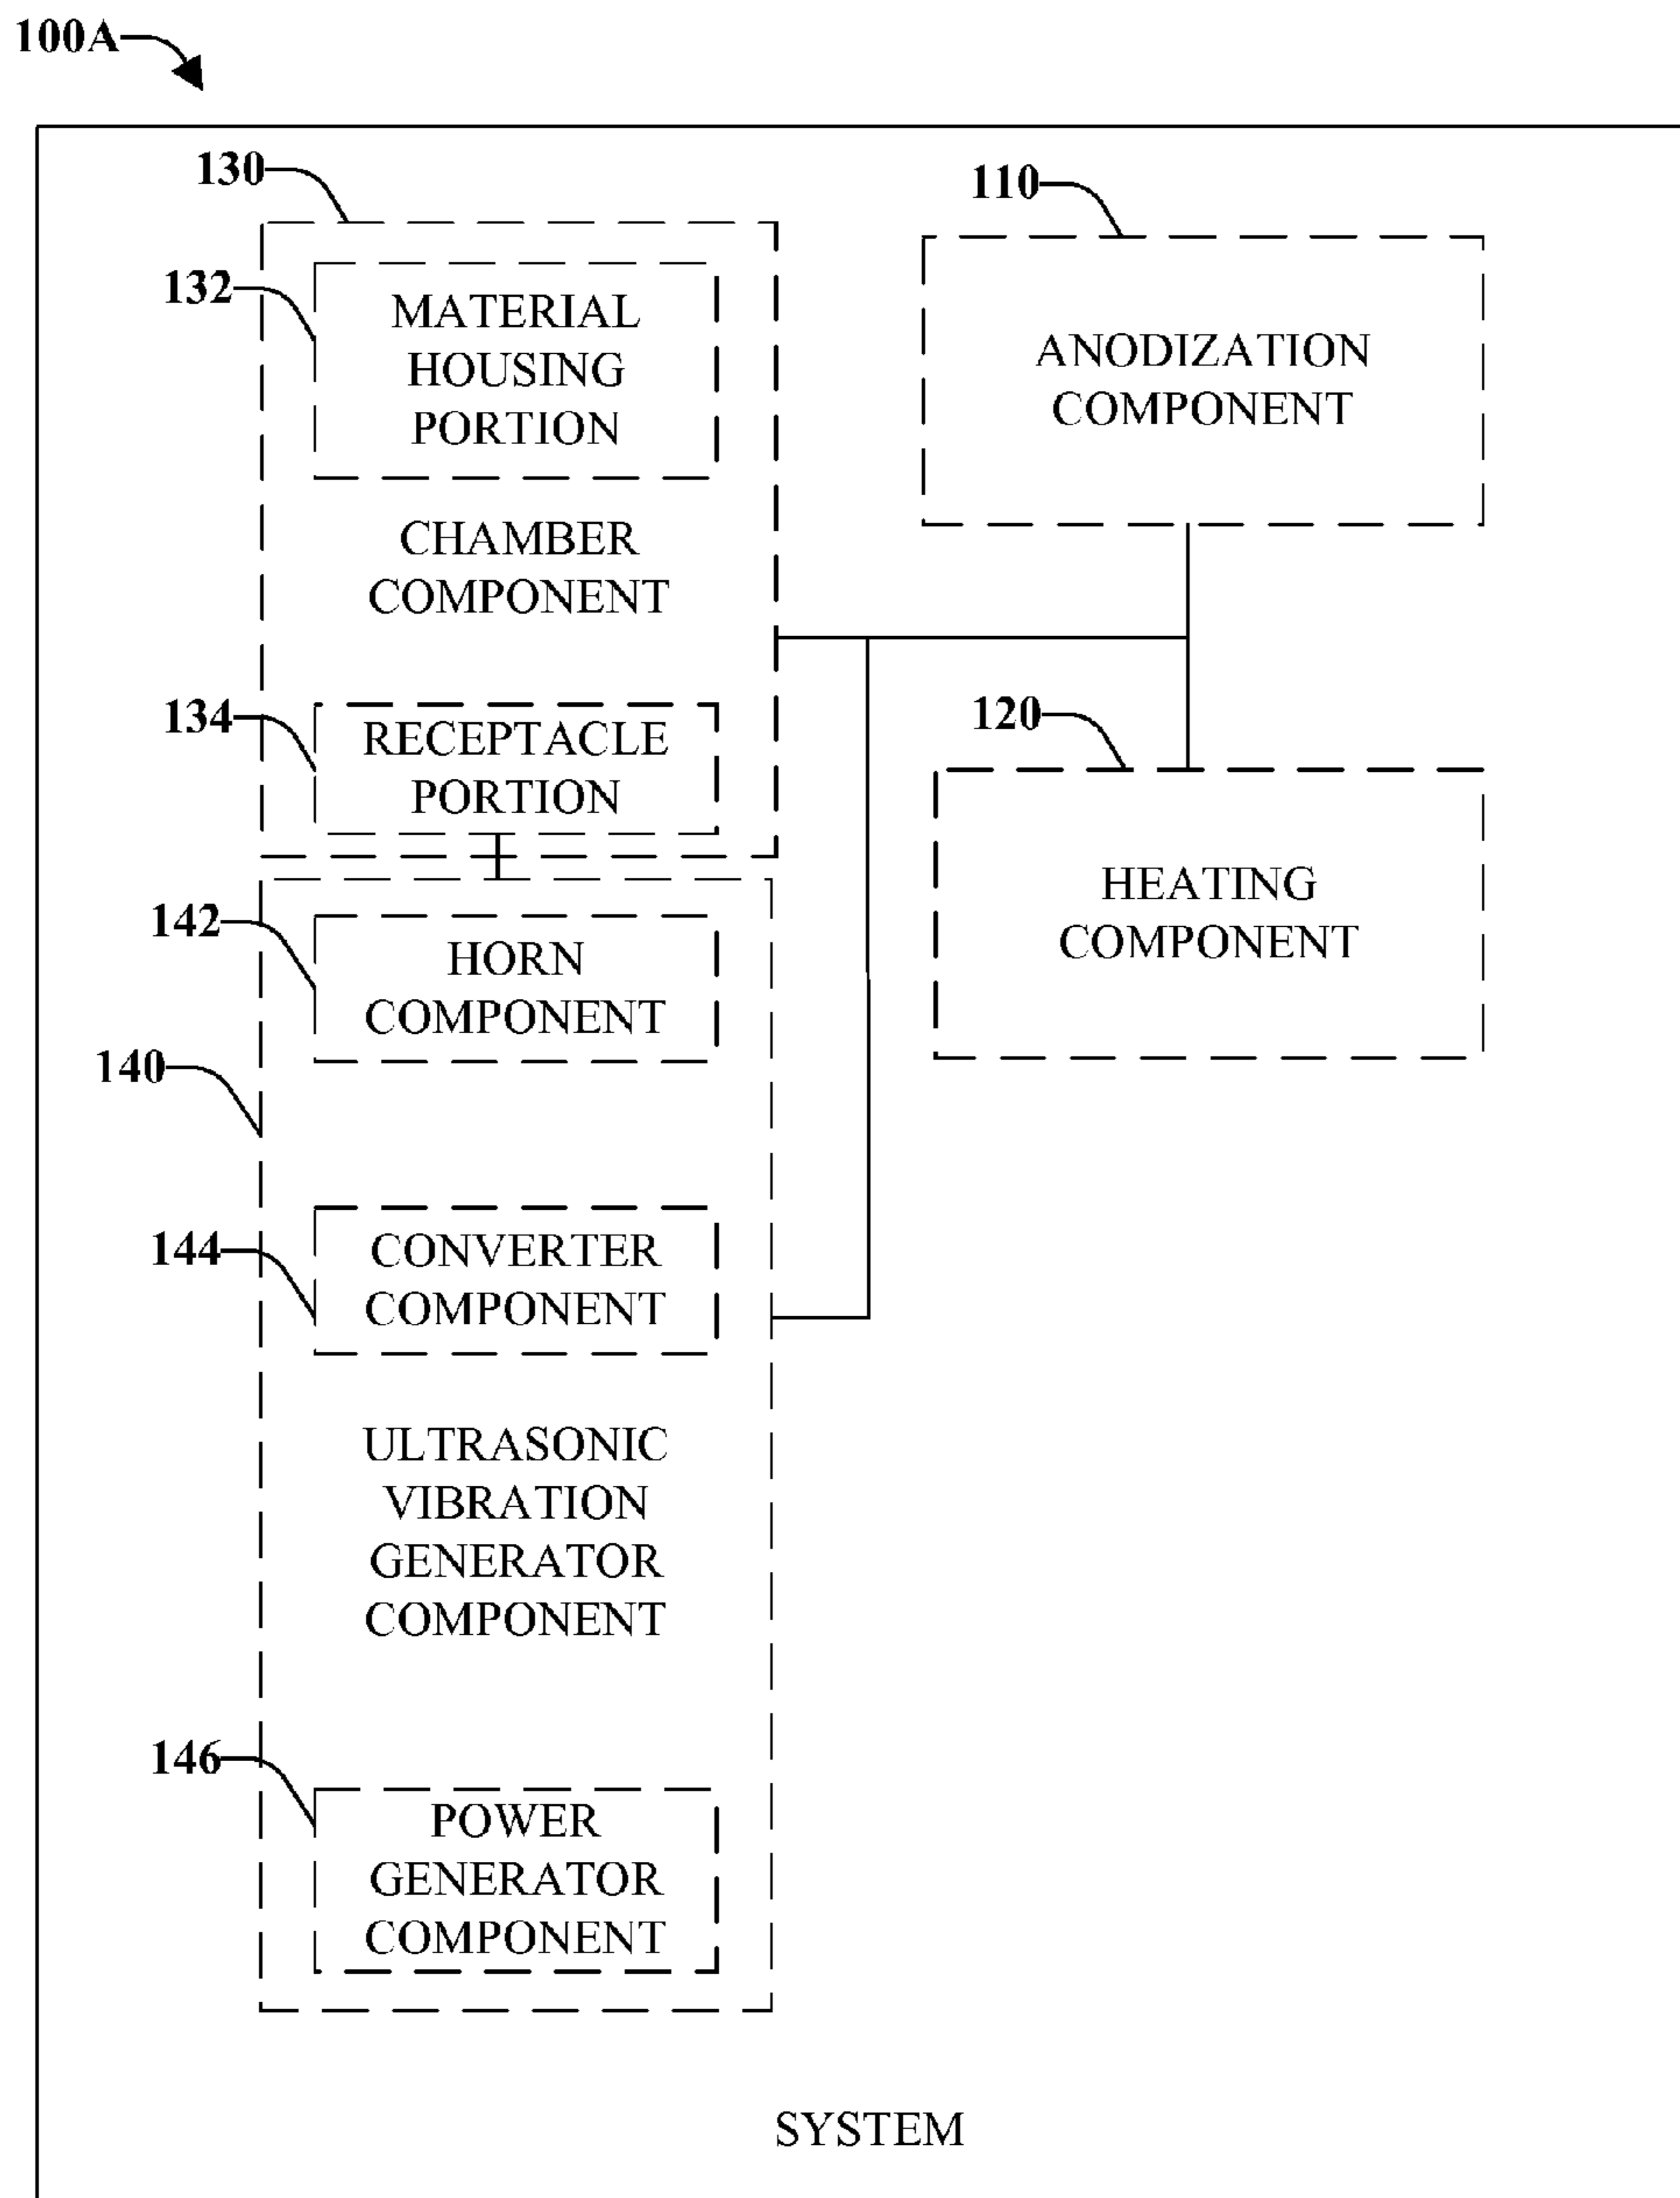 100A
130
110
132
MATERIAL
HOUSING
PORTION
ANODIZATION
COMPONENT
CHAMBER
COMPONENT
134
RECEPTACLE
PORTION
120
142
HORN
COMPONENT
HEATING
COMPONENT
140
144
CONVERTER
COMPONENT
ULTRASONIC
VIBRATION
GENERATOR
COMPONENT
146
POWER
GENERATOR
COMPONENT
SYSTEM